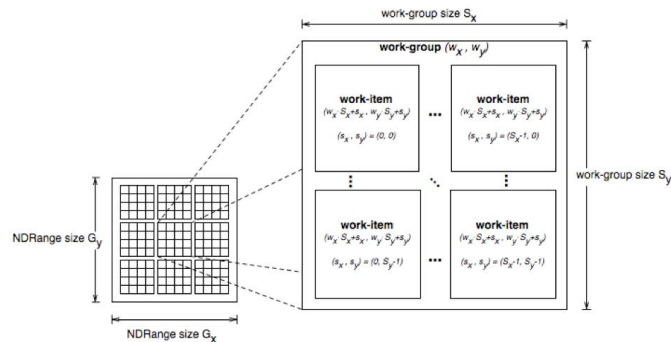 work-group size Sx
work-group (wx , wy)
work-item work-item
(wx·Sx+sx , wy·Sy+sy) ... (wx·Sx+sx , wy·Sy+sy)
(sx , sy) = (0, 0) (sx , sy) = (Sx-1, 0)
work-group size Sy
work-item work-item
(wx·Sx+sx , wy·Sy+sy) (wx·Sx+sx , wy·Sy+sy)
(sx , sy) = (0, Sy-1) ... (sx , sy) = (Sx-1, Sy-1)
NDRange size Gy
NDRange size Gx